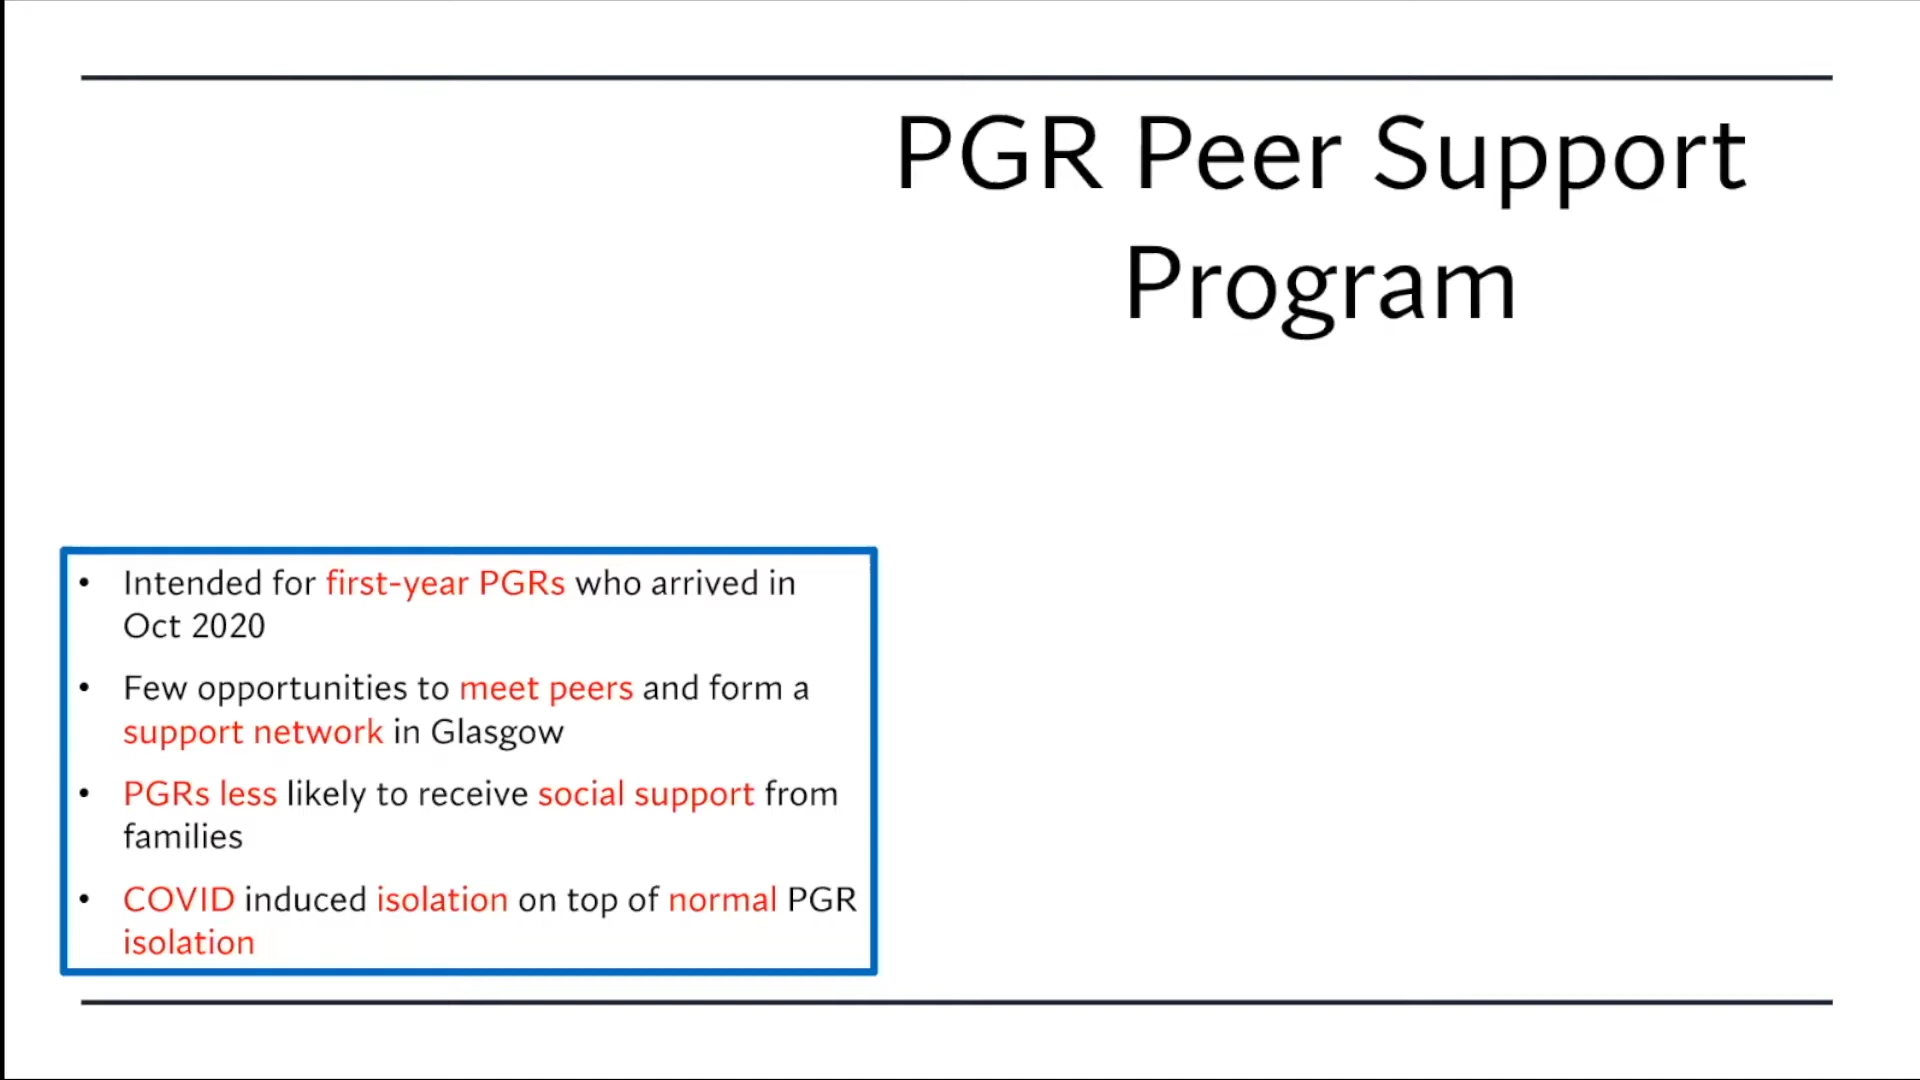 PGR Peer Support
Program
• Intended for first-year PGRs who arrived in
Oct 2020
• Few opportunities to meet peers and form a
support network in Glasgow
• PGRs less likely to receive social support from
families
• COVID induced isolation on top of normal PGR
isolation